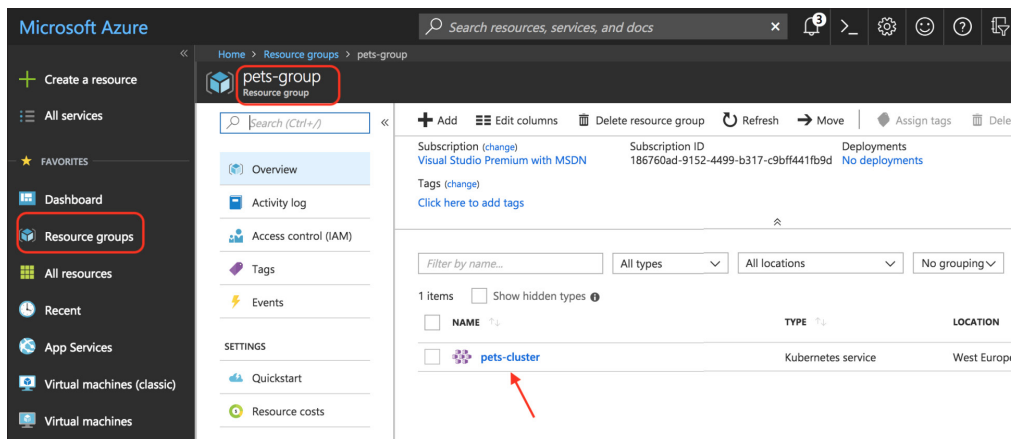 Microsoft Azure
Search resources, services, and docs
3
Home > Resource groups > pets-group
Create a resource
All services
FAVORITES
Dashboard
Resource groups
All resources
Recent
App Services
Virtual machines (classic)
Virtual machines
pets-group
Resource group
Search (Ctrl+/)
Overview
Activity log
Access control (IAM)
Tags
Events
SETTINGS
Quickstart
Resource costs
Add Edit columns Delete resource group Refresh Move Assign tags Dele
Subscription (change) Subscription ID Deployments
Visual Studio Premium with MSDN 186760ad-9152-4499-b317-c9bff441fb9d No deployments
Tags (change)
Click here to add tags
Filter by name... All types All locations No grouping
1 items Show hidden types
NAME TYPE LOCATION
pets-cluster Kubernetes service West Europe